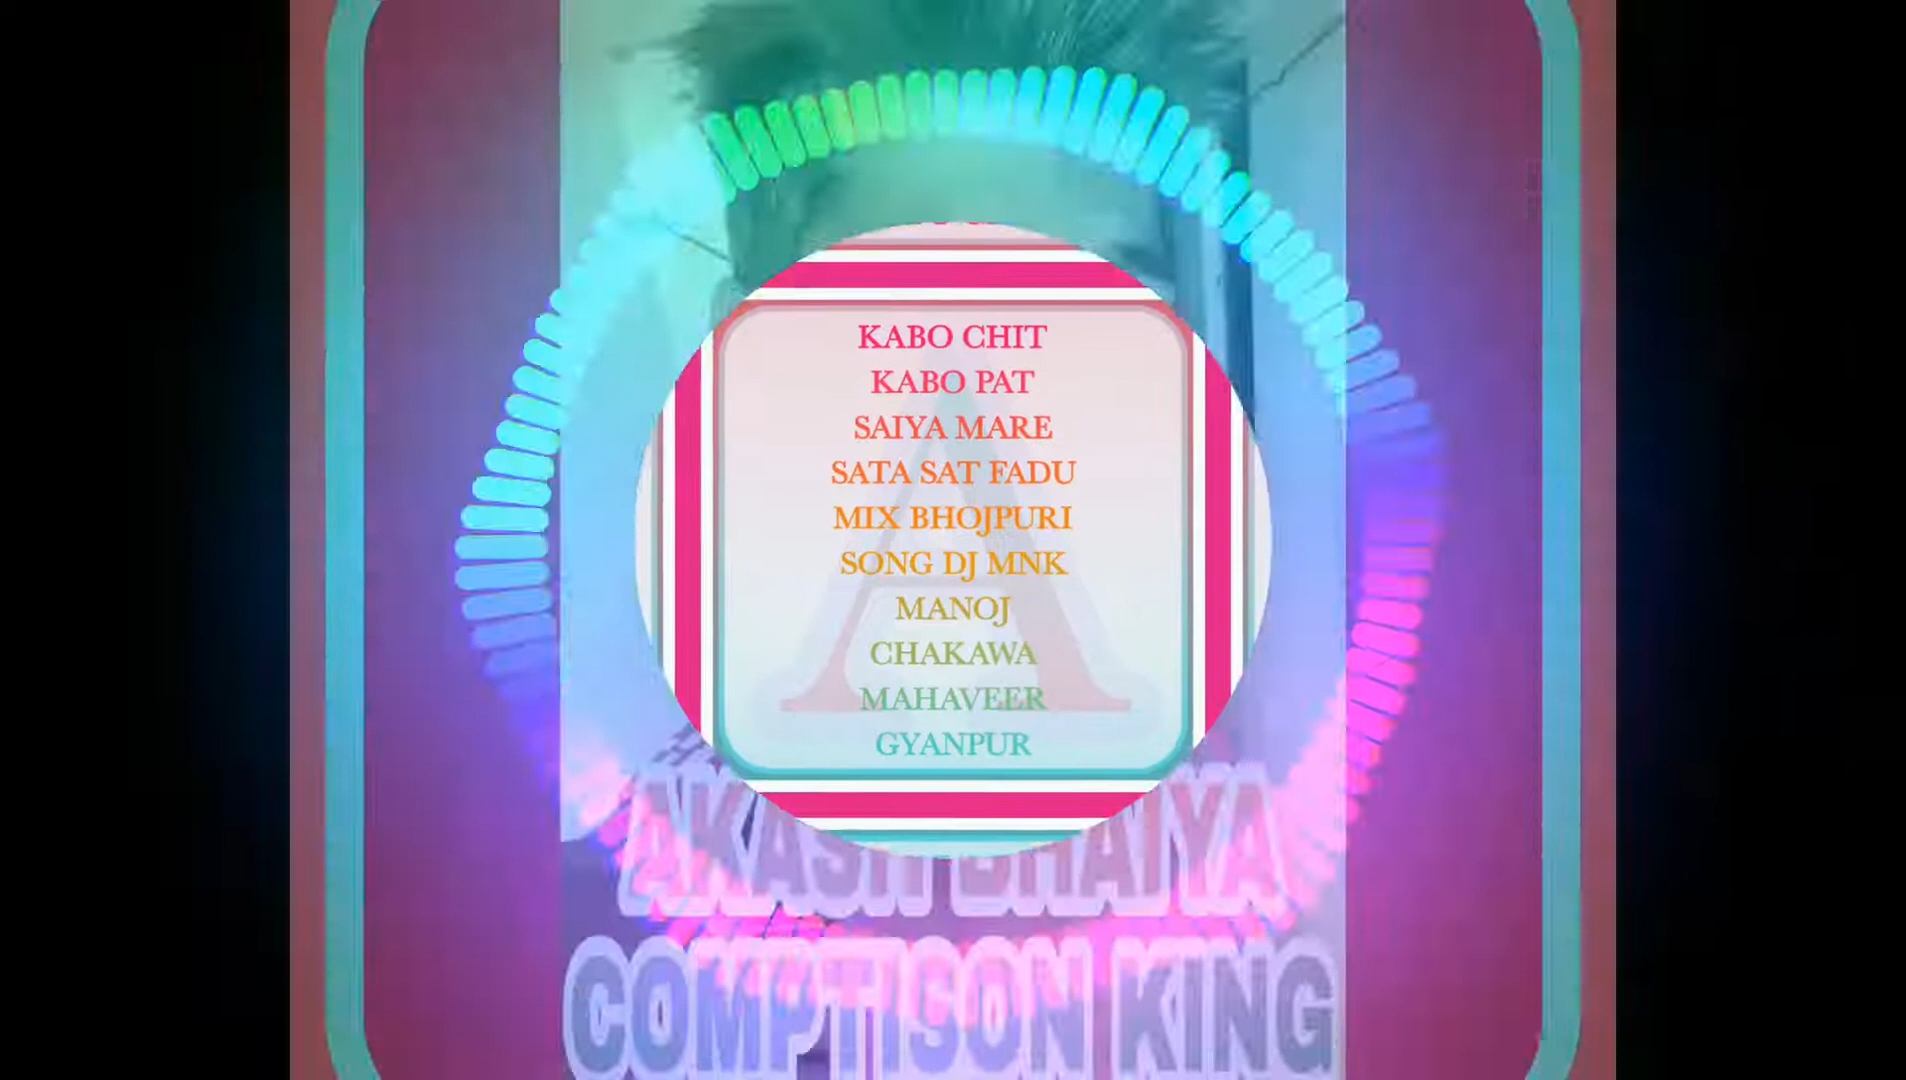 KABO CHIT
KABO PAT
SAIYA MARE
SATA SAT FADU
MIX BHOJPURI
SONG DJ MNK
MANOJ
CHAKAWA
MAHAVEER
GYANPUR
A
AKASH BHAIYA
COMPTISON KING